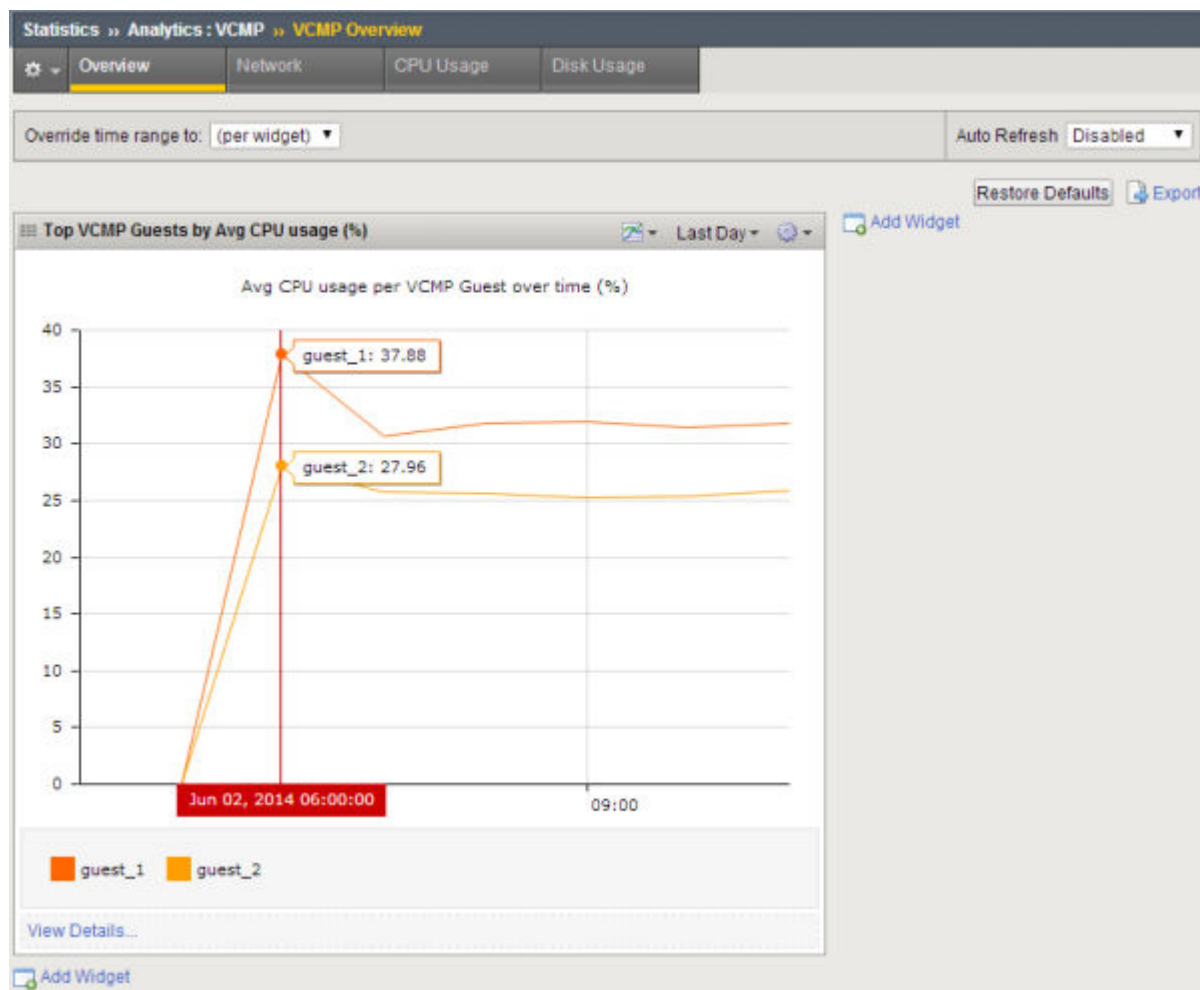 Statistics ›› Analytics : VCMP ›› VCMP Overview
Overview Network CPU Usage Disk Usage
Override time range to: (per widget) Auto Refresh Disabled
Restore Defaults Export
Top VCMP Guests by Avg CPU usage (%) Last Day Add Widget
Avg CPU usage per VCMP Guest over time (%)
40
guest_1: 37.88
35
30
guest_2: 27.96
25
20
15
10
5
0
Jun 02, 2014 06:00:00 09:00
guest_1 guest_2
View Details...
Add Widget